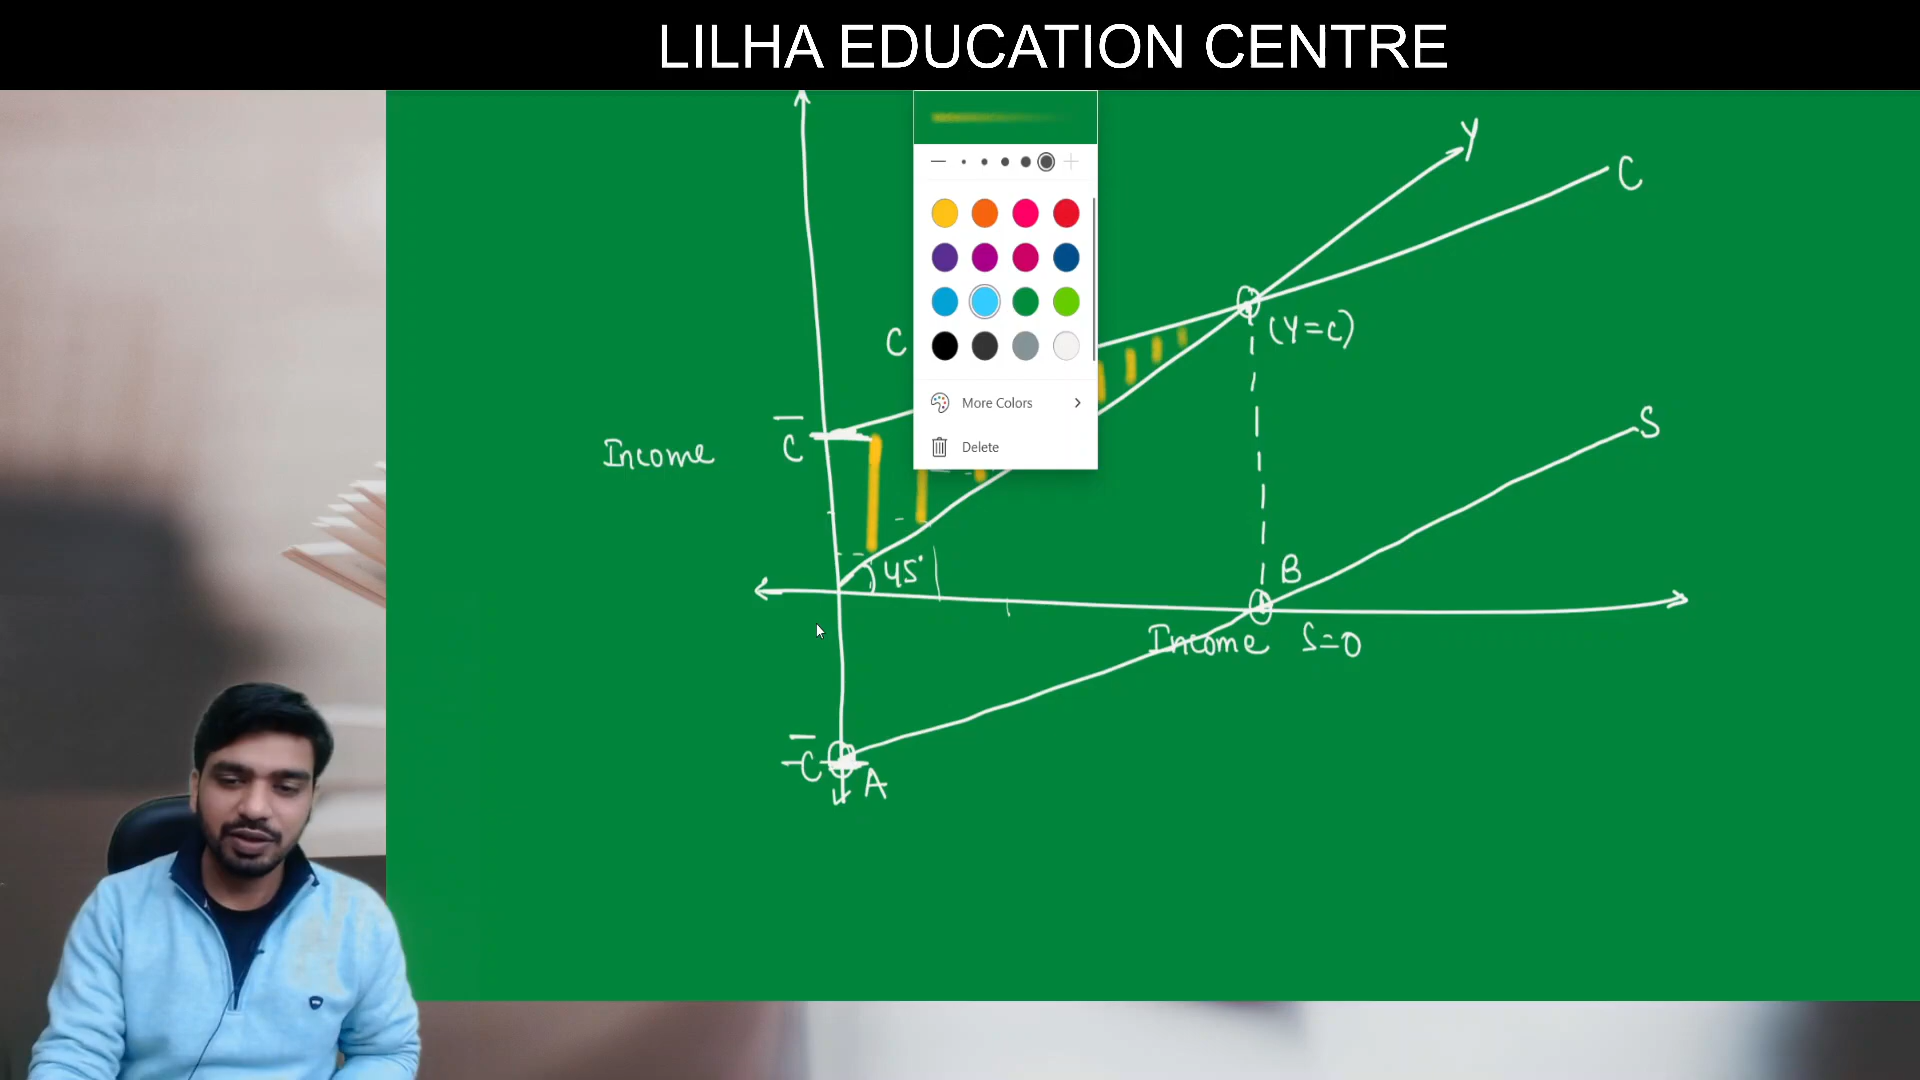 LILHA EDUCATION CENTRE
Y
C
(Y=C)
C
More Colors
Delete
C̅
Income
S
45°
B
Income S=0
-C̅
A